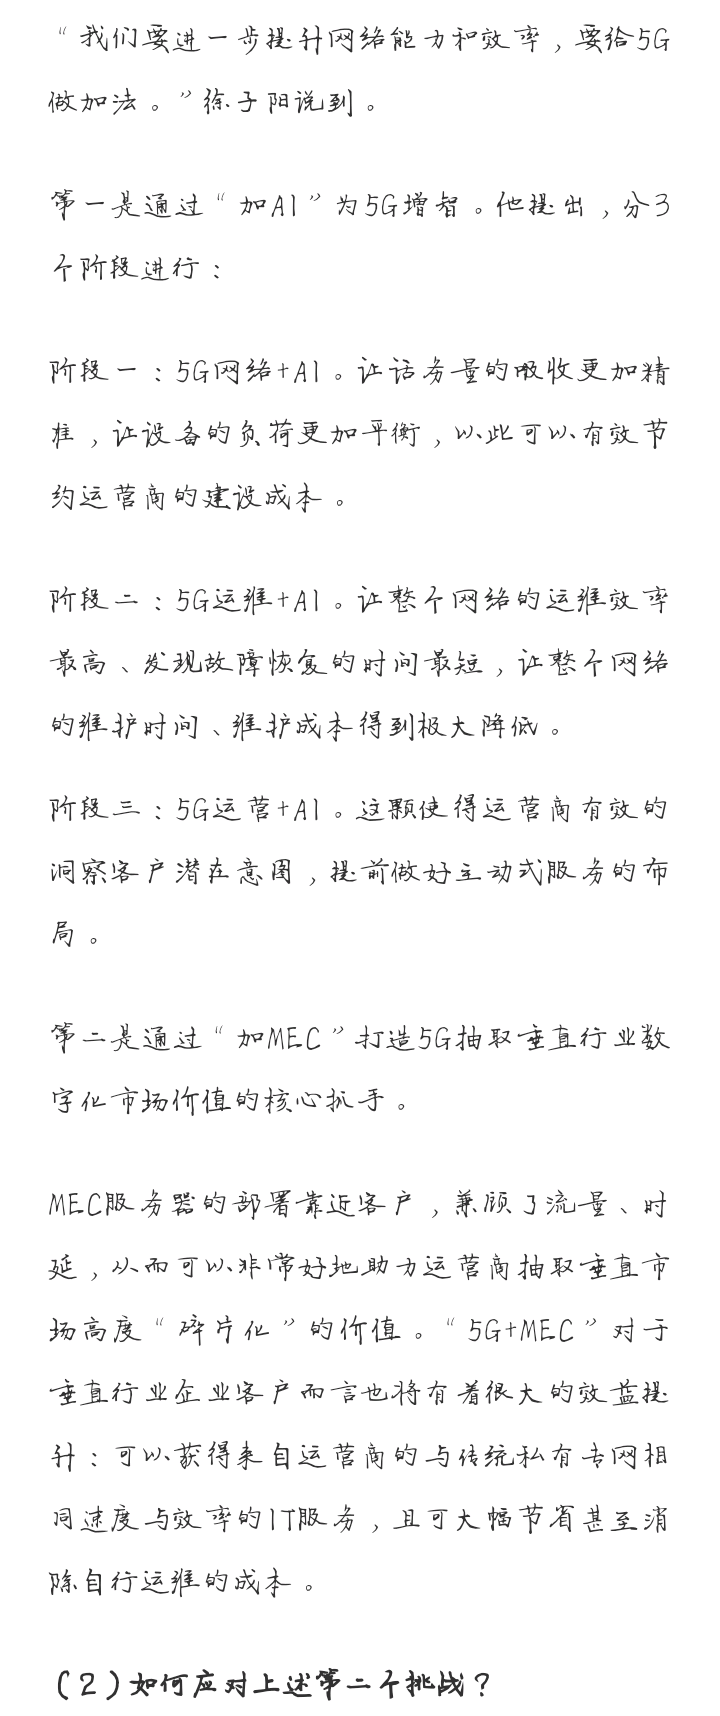 “我们要进一步提升网络能力和效率，要给5G
做加法。”徐子阳说到。
第一是通过“加AI”为5G增智。他提出，分3
个阶段进行：
阶段一：5G网络+AI。让话务量的吸收更加精
准，让设备的负荷更加平衡，以此可以有效节
约运营商的建设成本。
阶段二：5G运维+AI。让整个网络的运维效率
最高、发现故障恢复的时间最短，让整个网络
的维护时间、维护成本得到极大降低。
阶段三：5G运营+AI。这颗使得运营商有效的
洞察客户潜在意图，提前做好主动式服务的布
局。
第二是通过“加MEC”打造5G抽取垂直行业数
字化市场价值的核心抓手。
MEC服务器的部署靠近客户，兼顾了流量、时
延，从而可以非常好地助力运营商抽取垂直市
场高度“碎片化”的价值。“5G+MEC”对于
垂直行业企业客户而言也将有着很大的效益提
升：可以获得来自运营商的与传统私有专网相
同速度与效率的IT服务，且可大幅节省甚至消
除自行运维的成本。
(2)如何应对上述第二个挑战？